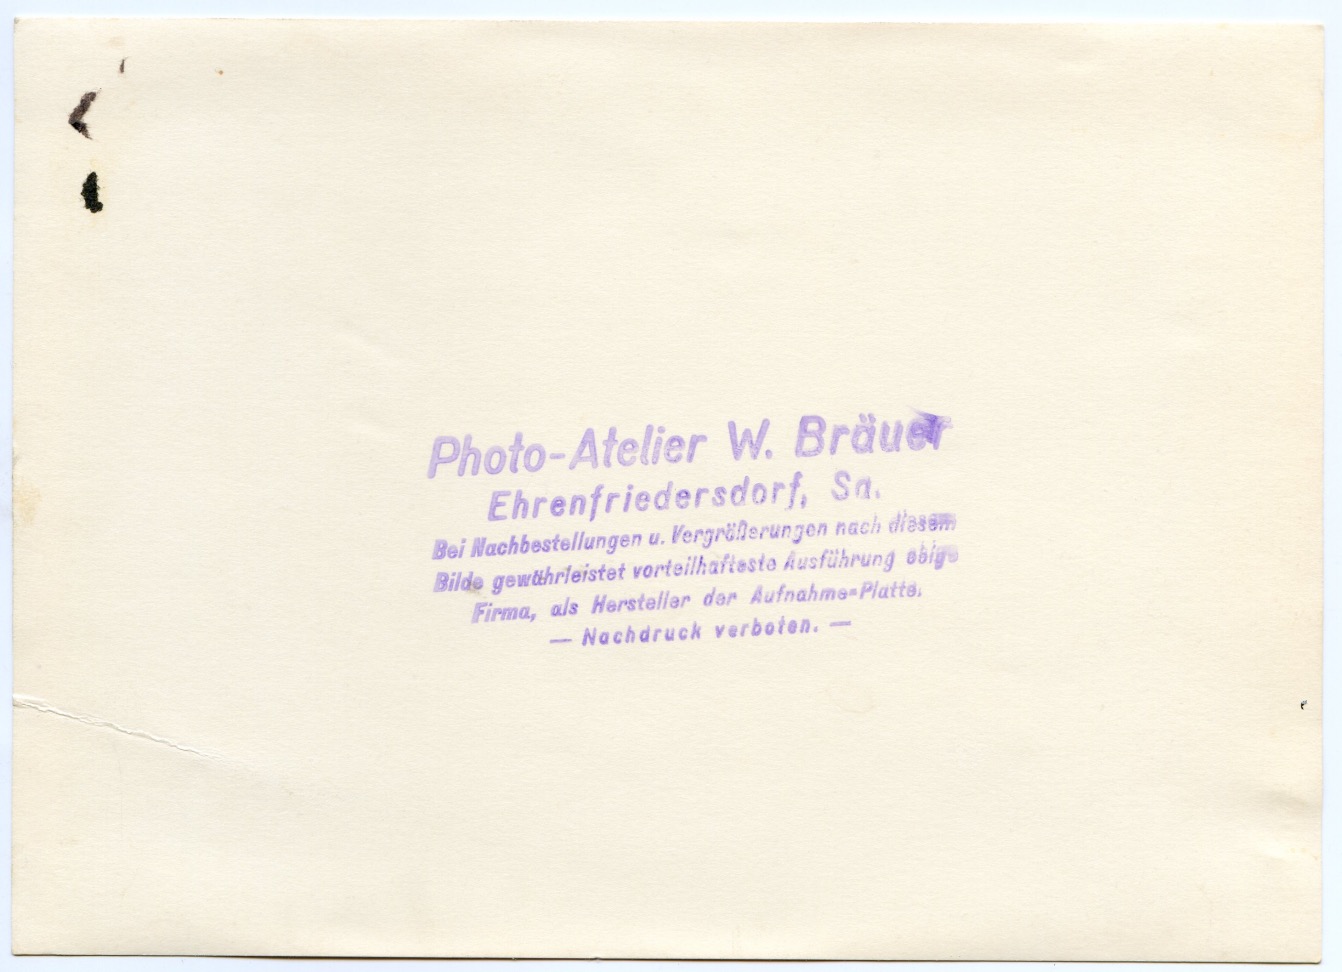 Photo-Atelier W. Bräuer
Ehrenfriedersdorf, Sa.
Bei Nachbestellungen u. Vergrößerungen nach diesem
Bilde gewährleistet vorteilhafteste Ausführung obige
Firma, als Hersteller der Aufnahme=Platte.
— Nachdruck verboten. —